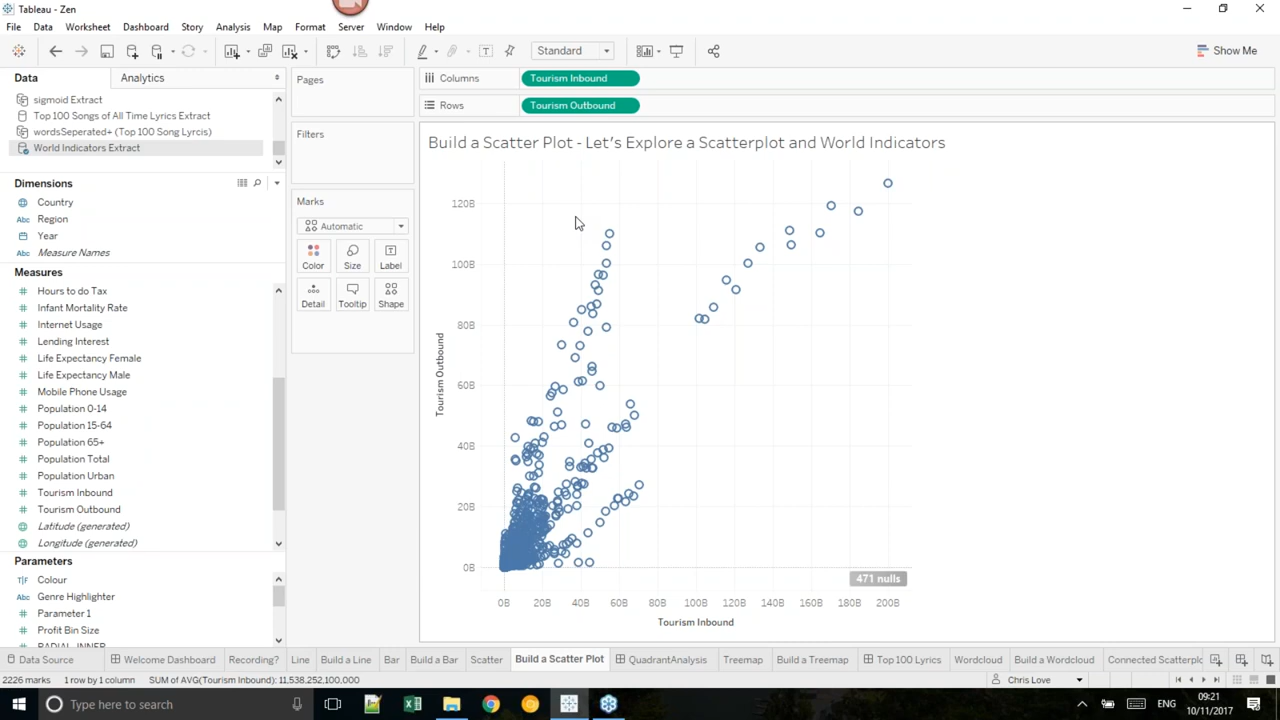 Tableau - Zen
File Data Worksheet Dashboard Story Analysis Map Format Server Window Help
Standard
Show Me
Data Analytics
sigmoid Extract
Top 100 Songs of All Time Lyrics Extract
wordsSeperated+ (Top 100 Song Lyrcis)
World Indicators Extract
Dimensions
Country
Abc Region
Year
Abc Measure Names
Measures
Hours to do Tax
Infant Mortality Rate
Internet Usage
Lending Interest
Life Expectancy Female
Life Expectancy Male
Mobile Phone Usage
Population 0-14
Population 15-64
Population 65+
Population Total
Population Urban
Tourism Inbound
Tourism Outbound
Latitude (generated)
Longitude (generated)
Parameters
Colour
Abc Genre Highlighter
Parameter 1
Profit Bin Size
RADIAL_INNER
Pages
Filters
Marks
Automatic
Color Size Label
Detail Tooltip Shape
Columns Tourism Inbound
Rows Tourism Outbound
Build a Scatter Plot - Let's Explore a Scatterplot and World Indicators
120B
100B
80B
60B
40B
20B
0B
Tourism Outbound
471 nulls
0B 20B 40B 60B 80B 100B 120B 140B 160B 180B 200B
Tourism Inbound
Data Source Welcome Dashboard Recording? Line Build a Line Bar Build a Bar Scatter Build a Scatter Plot QuadrantAnalysis Treemap Build a Treemap Top 100 Lyrics Wordcloud Build a Wordcloud Connected Scatterplc
2226 marks 1 row by 1 column SUM of AVG(Tourism Inbound): 11,538,252,100,000 Chris Love
Type here to search
09:21
10/11/2017